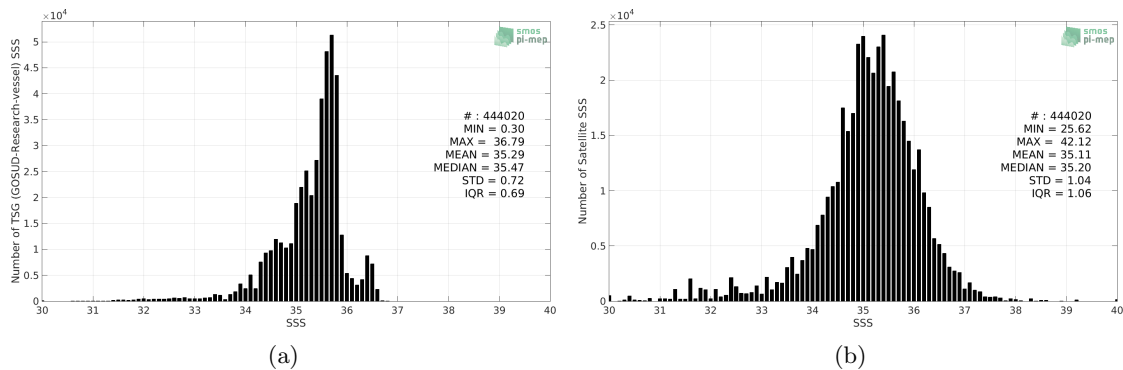 ×10⁴
5
4.5
4
3.5
3
2.5
2
1.5
1
0.5
0
Number of TSG (GOSUD-Research-vessel) SSS
smos
pi-mep
# : 444020
MIN = 0.30
MAX = 36.79
MEAN = 35.29
MEDIAN = 35.47
STD = 0.72
IQR = 0.69
30 31 32 33 34 35 36 37 38 39 40
SSS
(a)
×10⁴
2.5
2
1.5
1
0.5
0
Number of Satellite SSS
smos
pi-mep
# : 444020
MIN = 25.62
MAX = 42.12
MEAN = 35.11
MEDIAN = 35.20
STD = 1.04
IQR = 1.06
30 31 32 33 34 35 36 37 38 39 40
SSS
(b)